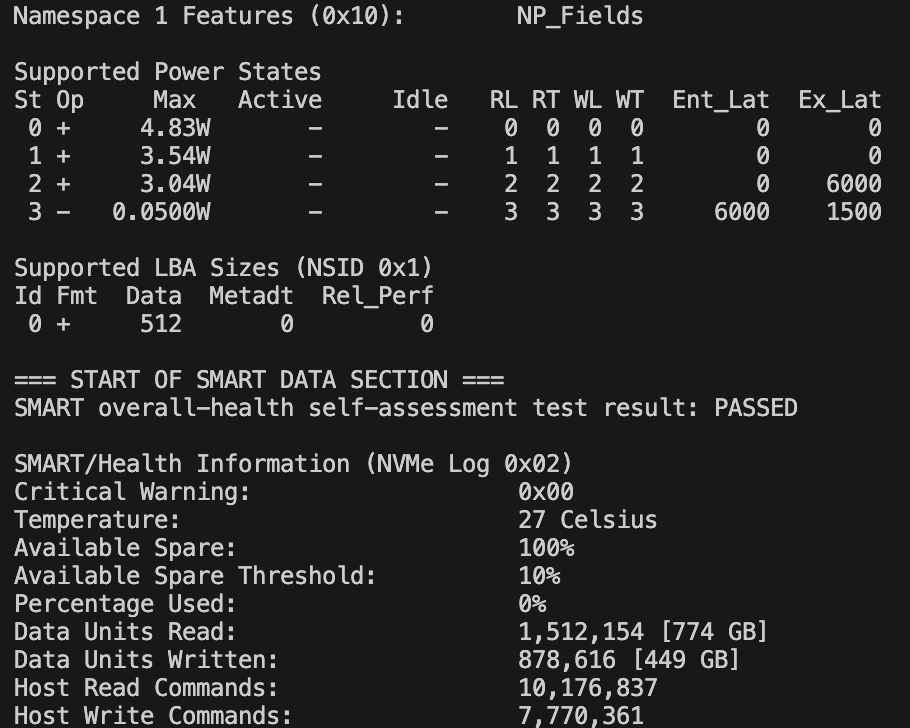 Namespace 1 Features (0x10):        NP_Fields

Supported Power States
St Op     Max   Active     Idle   RL RT WL WT  Ent_Lat  Ex_Lat
 0 +     4.83W       -        -    0  0  0  0        0       0
 1 +     3.54W       -        -    1  1  1  1        0       0
 2 +     3.04W       -        -    2  2  2  2        0    6000
 3 -   0.0500W       -        -    3  3  3  3     6000    1500

Supported LBA Sizes (NSID 0x1)
Id Fmt  Data  Metadt  Rel_Perf
 0 +     512       0         0

=== START OF SMART DATA SECTION ===
SMART overall-health self-assessment test result: PASSED

SMART/Health Information (NVMe Log 0x02)
Critical Warning:                   0x00
Temperature:                        27 Celsius
Available Spare:                    100%
Available Spare Threshold:          10%
Percentage Used:                    0%
Data Units Read:                    1,512,154 [774 GB]
Data Units Written:                 878,616 [449 GB]
Host Read Commands:                 10,176,837
Host Write Commands:                7,770,361